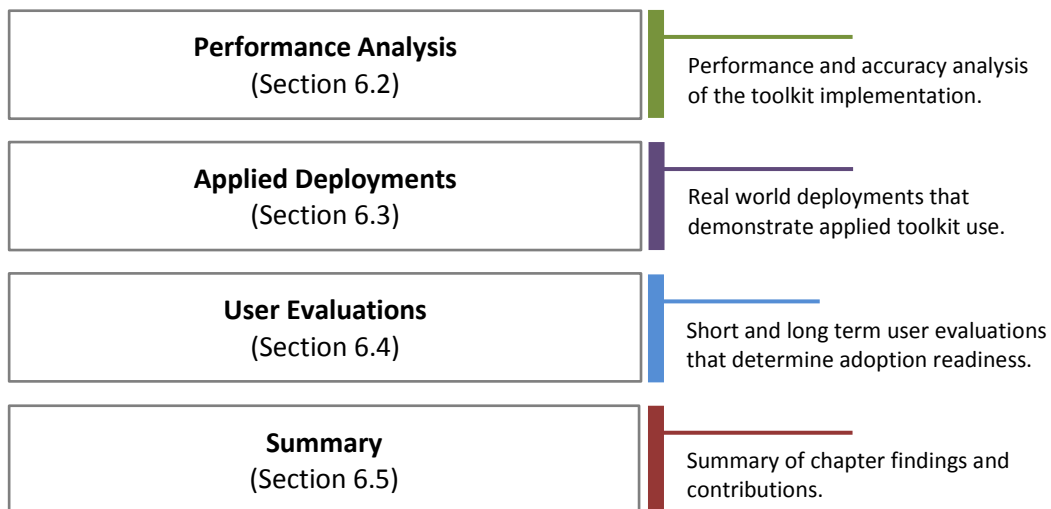 Performance Analysis
(Section 6.2)
Performance and accuracy analysis
of the toolkit implementation.
Applied Deployments
(Section 6.3)
Real world deployments that
demonstrate applied toolkit use.
User Evaluations
(Section 6.4)
Short and long term user evaluations
that determine adoption readiness.
Summary
(Section 6.5)
Summary of chapter findings and
contributions.